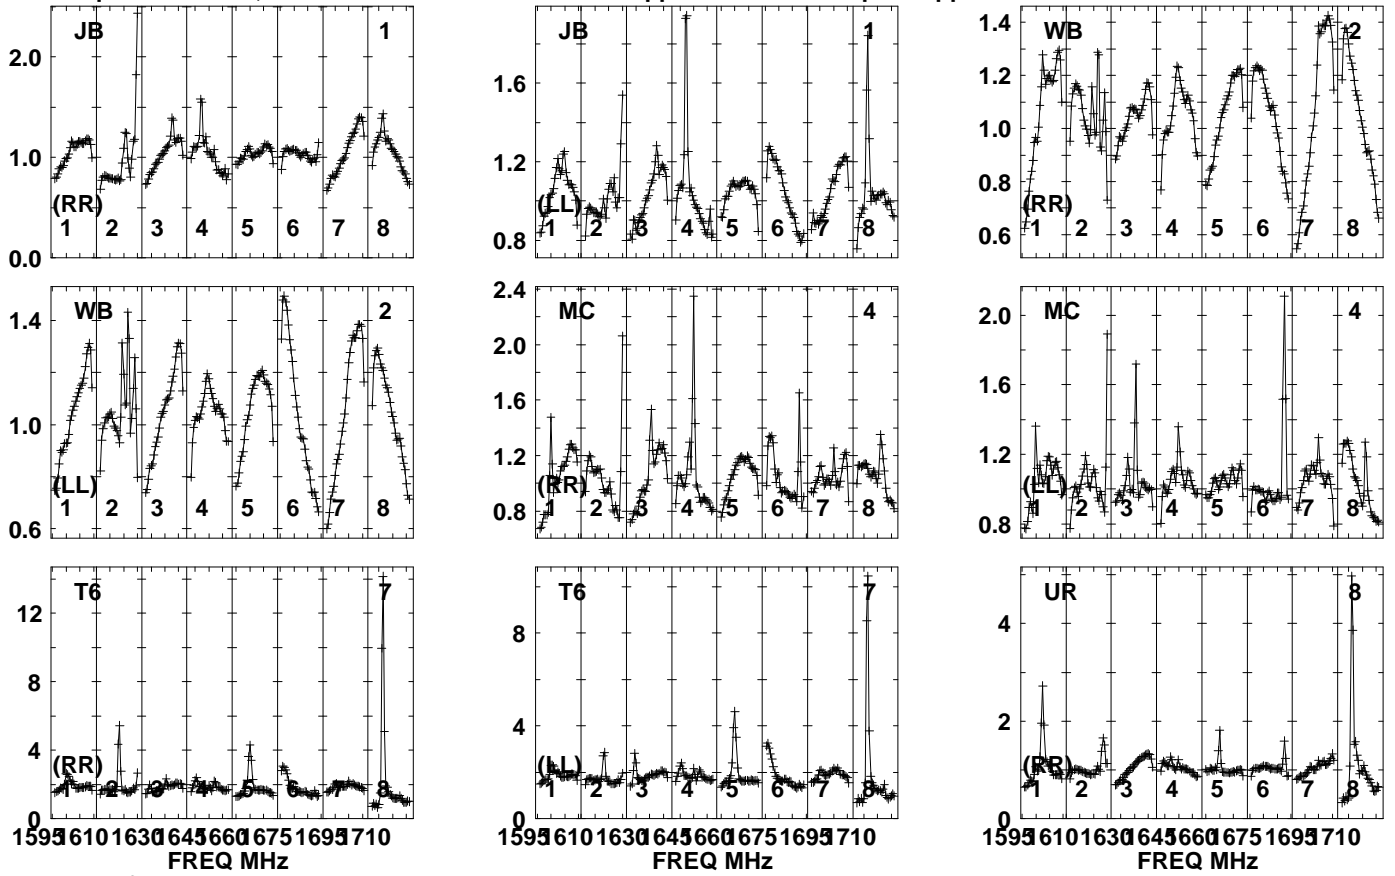 JB 1
2.0
1.0
0.0
(RR)
1 2 3 4 5 6 7 8
JB 1
1.6
1.2
0.8
(LL)
1 2 3 4 5 6 7 8
WB 2
1.4
1.2
1.0
0.8
0.6
(RR)
1 2 3 4 5 6 7 8
WB 2
1.4
1.0
0.6
(LL)
1 2 3 4 5 6 7 8
MC 4
2.4
2.0
1.6
1.2
0.8
(RR)
1 2 3 4 5 6 7 8
MC 4
2.0
1.6
1.2
0.8
(LL)
1 2 3 4 5 6 7 8
T6 7
12
8
4
0
(RR)
1 2 3 4 5 6 7 8
1595 1610 1630 1645 1660 1675 1695 1710
FREQ MHz
T6 7
8
4
0
(LL)
1 2 3 4 5 6 7 8
1595 1610 1630 1645 1660 1675 1695 1710
FREQ MHz
UR 8
4
2
0
(RR)
1 2 3 4 5 6 7 8
1595 1610 1630 1645 1660 1675 1695 1710
FREQ MHz